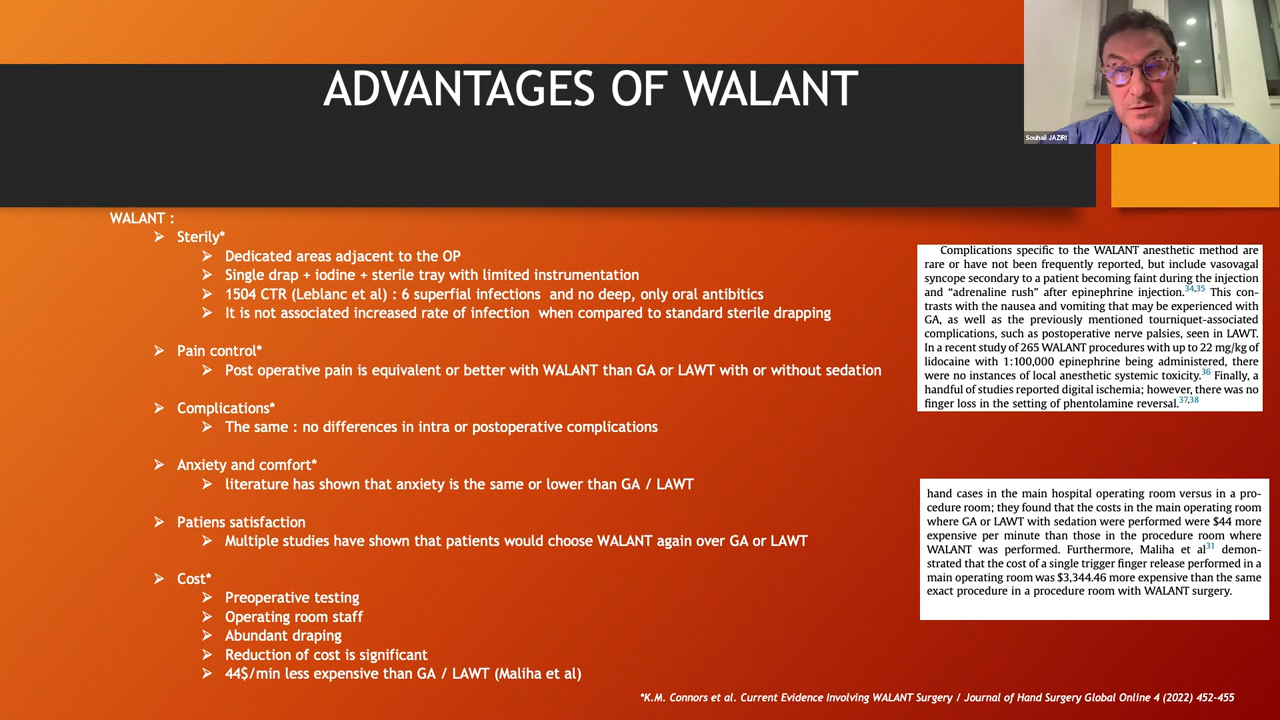 ADVANTAGES OF WALANT
Souhail JAZIRI
WALANT :
➢ Sterily*
➢ Dedicated areas adjacent to the OP
➢ Single drap + iodine + sterile tray with limited instrumentation
➢ 1504 CTR (Leblanc et al) : 6 superfial infections and no deep, only oral antibitics
➢ It is not associated increased rate of infection when compared to standard sterile drapping
➢ Pain control*
➢ Post operative pain is equivalent or better with WALANT than GA or LAWT with or without sedation
➢ Complications*
➢ The same : no differences in intra or postoperative complications
➢ Anxiety and comfort*
➢ literature has shown that anxiety is the same or lower than GA / LAWT
➢ Patiens satisfaction
➢ Multiple studies have shown that patients would choose WALANT again over GA or LAWT
➢ Cost*
➢ Preoperative testing
➢ Operating room staff
➢ Abundant draping
➢ Reduction of cost is significant
➢ 44$/min less expensive than GA / LAWT (Maliha et al)
Complications specific to the WALANT anesthetic method are
rare or have not been frequently reported, but include vasovagal
syncope secondary to a patient becoming faint during the injection
and “adrenaline rush” after epinephrine injection.34,35 This con-
trasts with the nausea and vomiting that may be experienced with
GA, as well as the previously mentioned tourniquet-associated
complications, such as postoperative nerve palsies, seen in LAWT.
In a recent study of 265 WALANT procedures with up to 22 mg/kg of
lidocaine with 1:100,000 epinephrine being administered, there
were no instances of local anesthetic systemic toxicity.36 Finally, a
handful of studies reported digital ischemia; however, there was no
finger loss in the setting of phentolamine reversal.37,38
hand cases in the main hospital operating room versus in a pro-
cedure room; they found that the costs in the main operating room
where GA or LAWT with sedation were performed were $44 more
expensive per minute than those in the procedure room where
WALANT was performed. Furthermore, Maliha et al31 demon-
strated that the cost of a single trigger finger release performed in a
main operating room was $3,344.46 more expensive than the same
exact procedure in a procedure room with WALANT surgery.
*K.M. Connors et al. Current Evidence Involving WALANT Surgery / Journal of Hand Surgery Global Online 4 (2022) 452-455